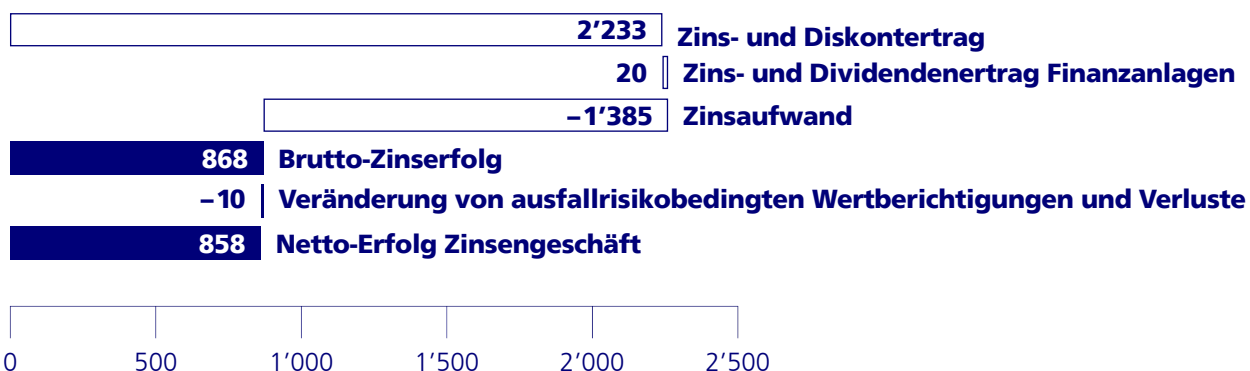 2’233 Zins- und Diskontertrag
20 Zins- und Dividendenertrag Finanzanlagen
–1’385 Zinsaufwand
868 Brutto-Zinserfolg
–10 Veränderung von ausfallrisikobedingten Wertberichtigungen und Verluste
858 Netto-Erfolg Zinsengeschäft
0 500 1’000 1’500 2’000 2’500